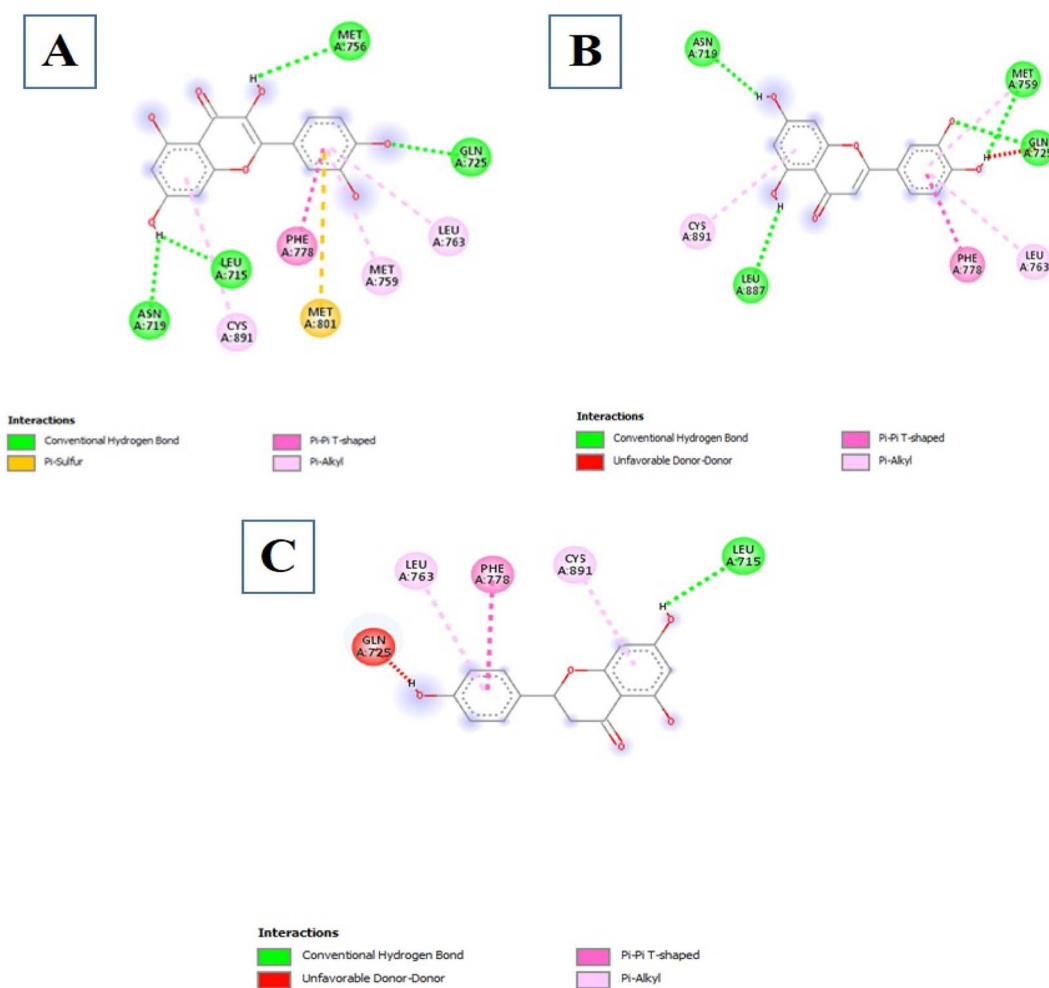 A
MET
A:756
H
O
O
O
O
GLN
A:725
O
O
O
H
PHE
A:778
LEU
A:763
LEU
A:715
MET
A:759
ASN
A:719
CYS
A:891
MET
A:801
Interactions
Conventional Hydrogen Bond
Pi-Sulfur
Pi-Pi T-shaped
Pi-Alkyl
B
ASN
A:719
MET
A:759
H
O
O
GLN
A:725
O
H
O
O
H
O
CYS
A:891
LEU
A:887
PHE
A:778
LEU
A:763
Interactions
Conventional Hydrogen Bond
Unfavorable Donor-Donor
Pi-Pi T-shaped
Pi-Alkyl
C
LEU
A:763
PHE
A:778
CYS
A:891
LEU
A:715
H
O
GLN
A:725
H
O
O
O
O
Interactions
Conventional Hydrogen Bond
Unfavorable Donor-Donor
Pi-Pi T-shaped
Pi-Alkyl